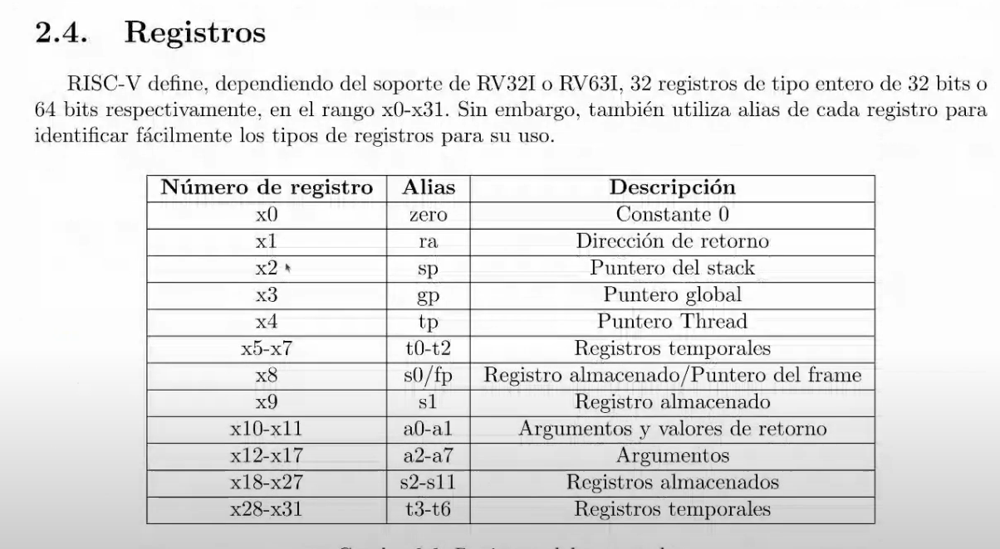 2.4. Registros
RISC-V define, dependiendo del soporte de RV32I o RV63I, 32 registros de tipo entero de 32 bits o
64 bits respectivamente, en el rango x0-x31. Sin embargo, también utiliza alias de cada registro para
identificar fácilmente los tipos de registros para su uso.
Número de registro Alias Descripción
x0 zero Constante 0
x1 ra Dirección de retorno
x2 sp Puntero del stack
x3 gp Puntero global
x4 tp Puntero Thread
x5-x7 t0-t2 Registros temporales
x8 s0/fp Registro almacenado/Puntero del frame
x9 s1 Registro almacenado
x10-x11 a0-a1 Argumentos y valores de retorno
x12-x17 a2-a7 Argumentos
x18-x27 s2-s11 Registros almacenados
x28-x31 t3-t6 Registros temporales